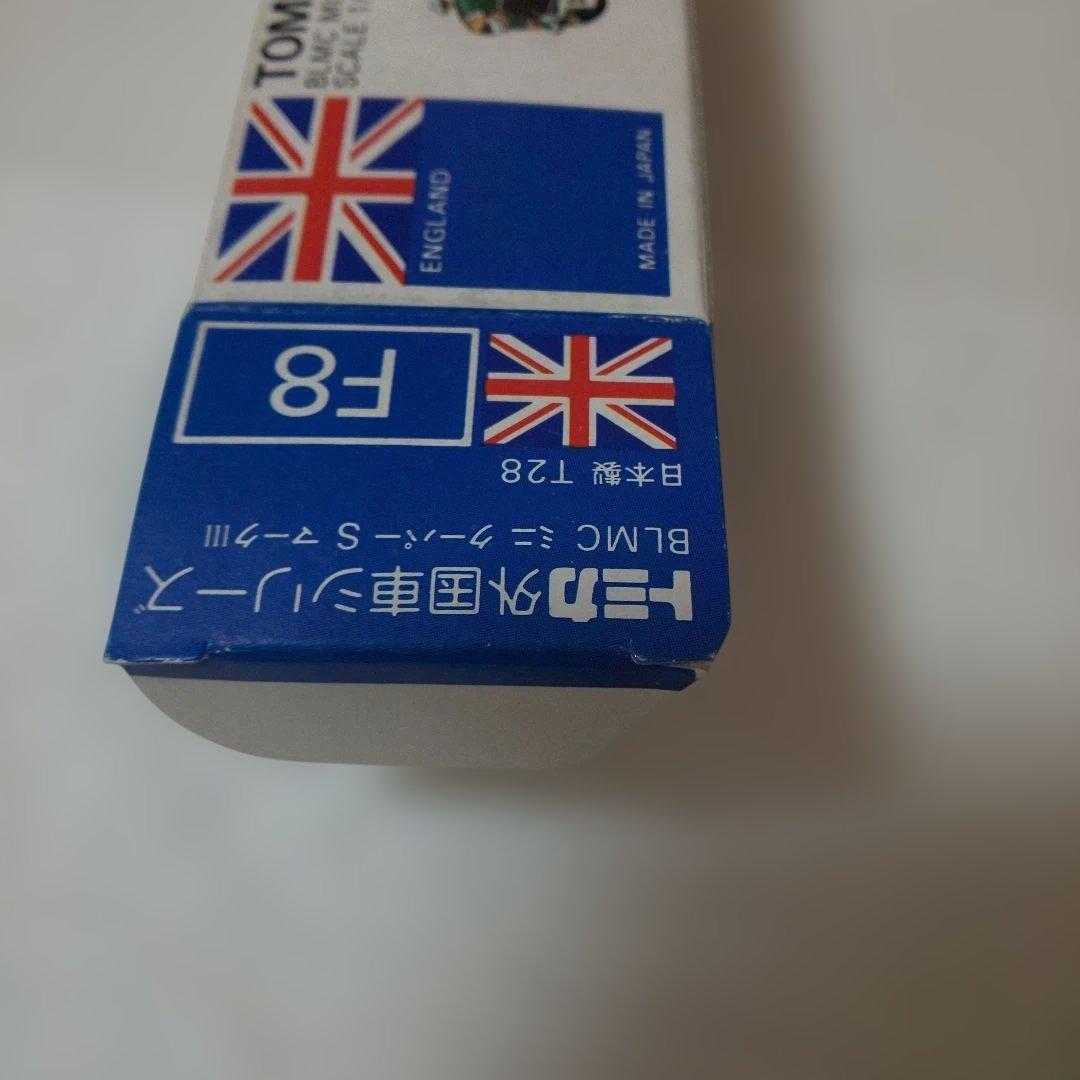 TOM
BLMC MI
SCALE 1/
ENGLAND
MADE IN JAPAN
トミカ外国車シリーズ
BLMC ミニ クーパー S マークIII
日本製 T28
F8